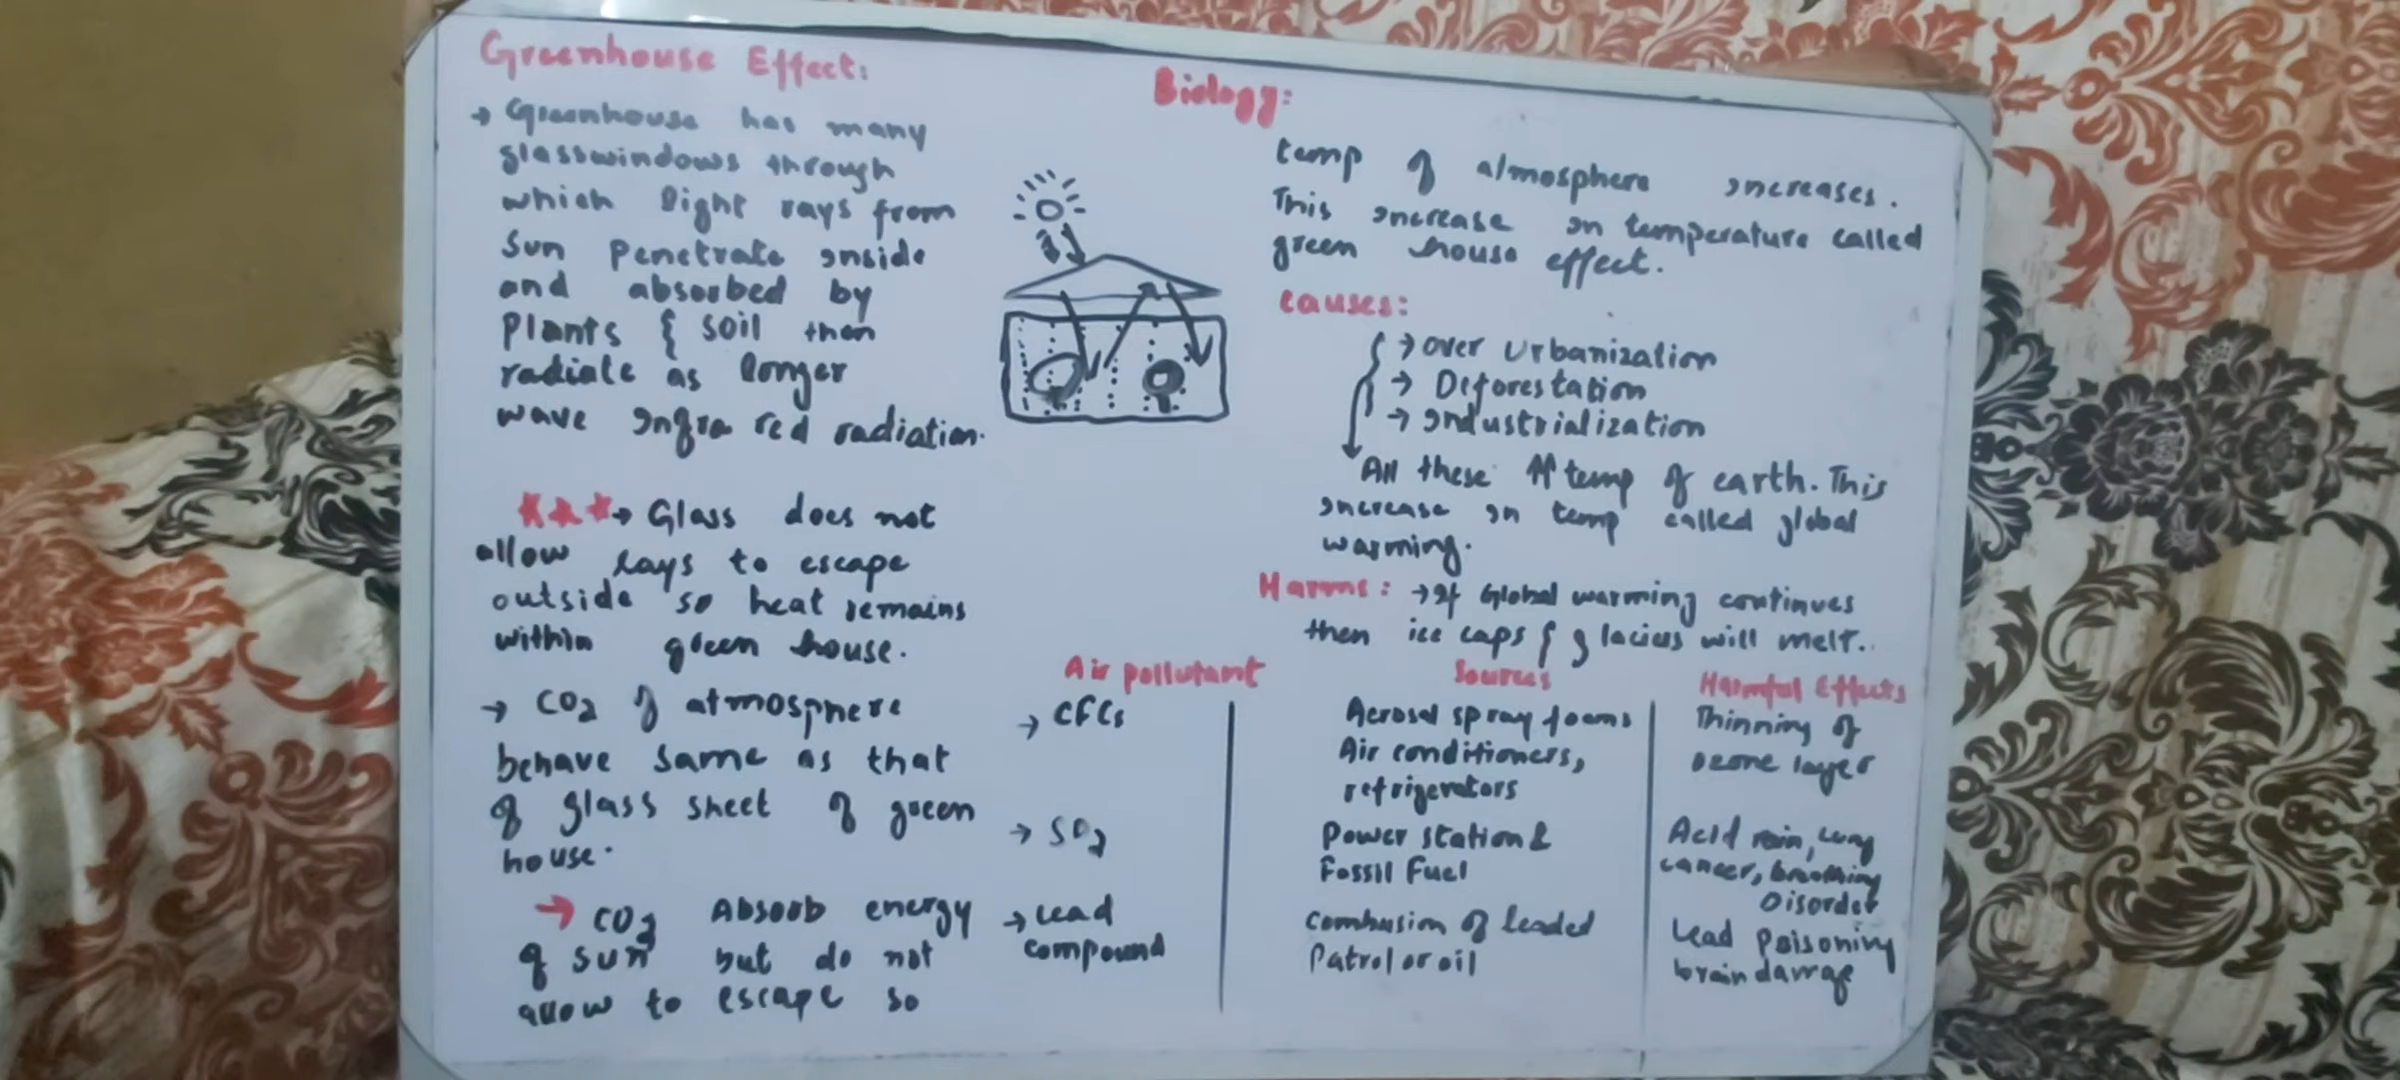 Greenhouse Effect:
Biology:
→ Greenhouse has many
glasswindows through
which light rays from
sun penetrate inside
and absorbed by
plants & soil then
radiate as longer
wave infra red radiation.
*** → Glass does not
allow rays to escape
outside so heat remains
within green house.
→ CO2 of atmosphere
behave same as that
of glass sheet of green
house.
→ CO2 Absorb energy
of sun but do not
allow to escape so
temp of atmosphere increases.
This increase in temperature called
green house effect.
causes:
→ over Urbanization
→ Deforestation
→ industrialization
All these ⇈ temp of earth. This
increase in temp called global
warming.
Harms: → If Global warming continues
then ice caps & glacius will melt..
Air pollutant Sources Harmful Effects
→ CFCs Aerosol spray foams Thinning of
Air conditioners, ozone layer
refrigerators
→ SO2 Power station & Acid rain, lung
Fossil Fuel cancer, breathing
Disorder
→ Lead Combusion of leaded Lead Poisoning
compound Patrol or oil brain damage